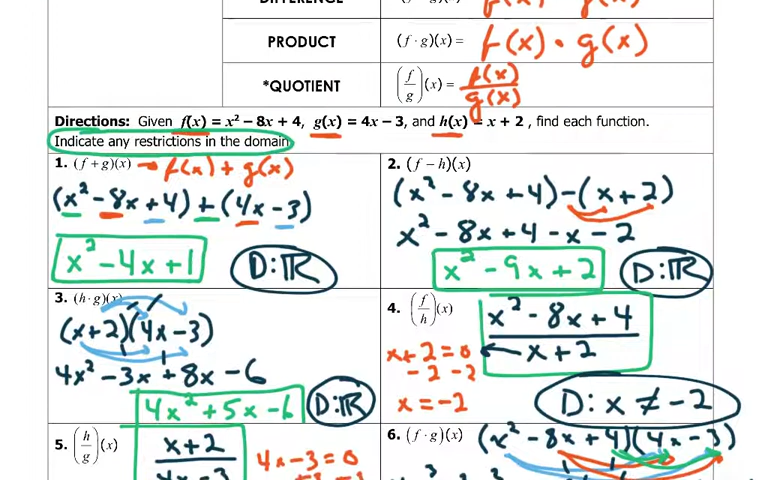 DIFFERENCE
PRODUCT (f · g)(x) = f(x) • g(x)
*QUOTIENT (f/g)(x) = f(x)/g(x)
Directions: Given f(x) = x² − 8x + 4, g(x) = 4x − 3, and h(x) = x + 2 , find each function.
Indicate any restrictions in the domain
1. (f + g)(x) → f(x) + g(x)
(x² − 8x + 4) + (4x − 3)
x² − 4x + 1 D: ℝ
2. (f − h)(x)
(x² − 8x + 4) − (x + 2)
x² − 8x + 4 − x − 2
x² − 9x + 2 D: ℝ
3. (h · g)(x)
(x + 2)(4x − 3)
4x² − 3x + 8x − 6
4x² + 5x − 6 D: ℝ
4. (f/h)(x) x² − 8x + 4 / x + 2
x + 2 = 0
− 2 − 2
x = −2
D: x ≠ −2
5. (h/g)(x) x + 2 / 4x − 3
4x − 3 = 0
6. (f · g)(x) (x² − 8x + 4)(4x − 3)